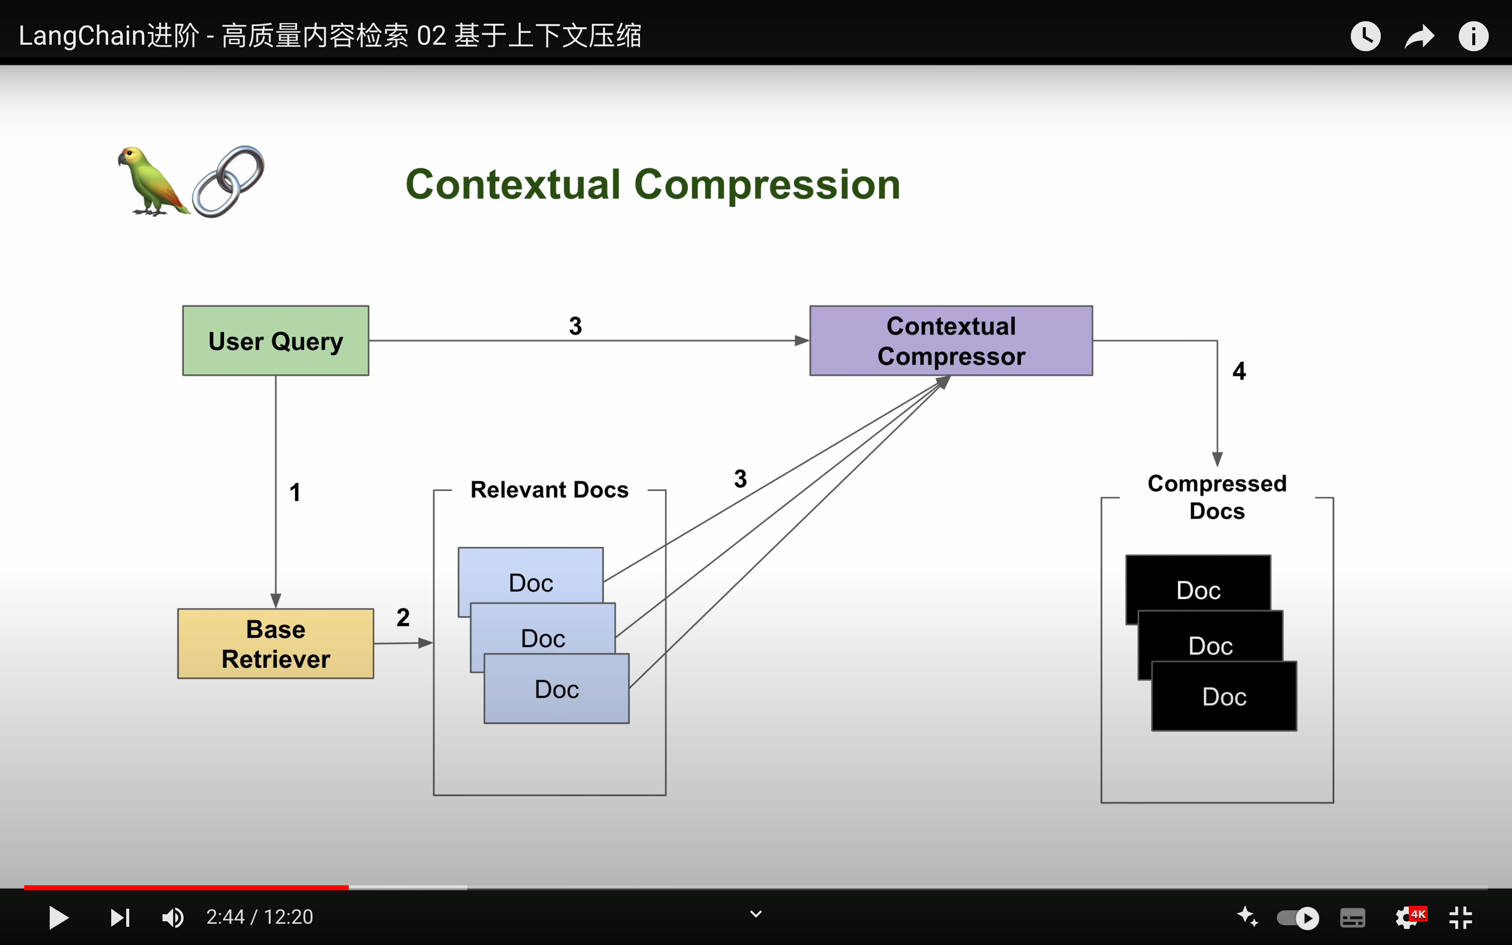 LangChain进阶 - 高质量内容检索 02 基于上下文压缩
Contextual Compression
User Query
3
Contextual
Compressor
4
1
Relevant Docs
3
Compressed
Docs
Base
Retriever
2
Doc
Doc
Doc
Doc
Doc
Doc
2:44 / 12:20
4K